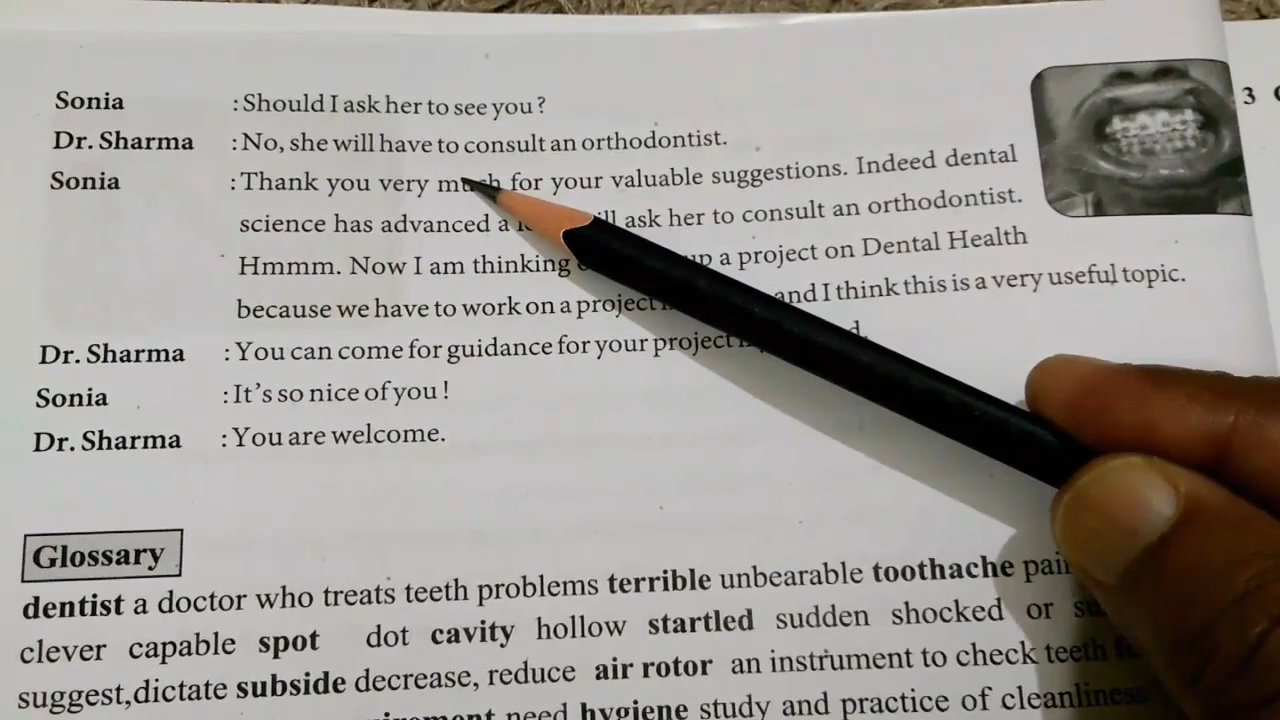 Sonia : Should I ask her to see you ?
Dr. Sharma : No, she will have to consult an orthodontist.
Sonia : Thank you very much for your valuable suggestions. Indeed dental
science has advanced a ask her to consult an orthodontist.
Hmmm. Now I am thinking up a project on Dental Health
because we have to work on a project and I think this is a very useful topic.
Dr. Sharma : You can come for guidance for your project
Sonia : It's so nice of you !
Dr. Sharma : You are welcome.
Glossary
dentist a doctor who treats teeth problems terrible unbearable toothache
clever capable spot dot cavity hollow startled sudden shocked or
suggest,dictate subside decrease, reduce air rotor an instrument to check teeth
need hygiene study and practice of cleanliness
3